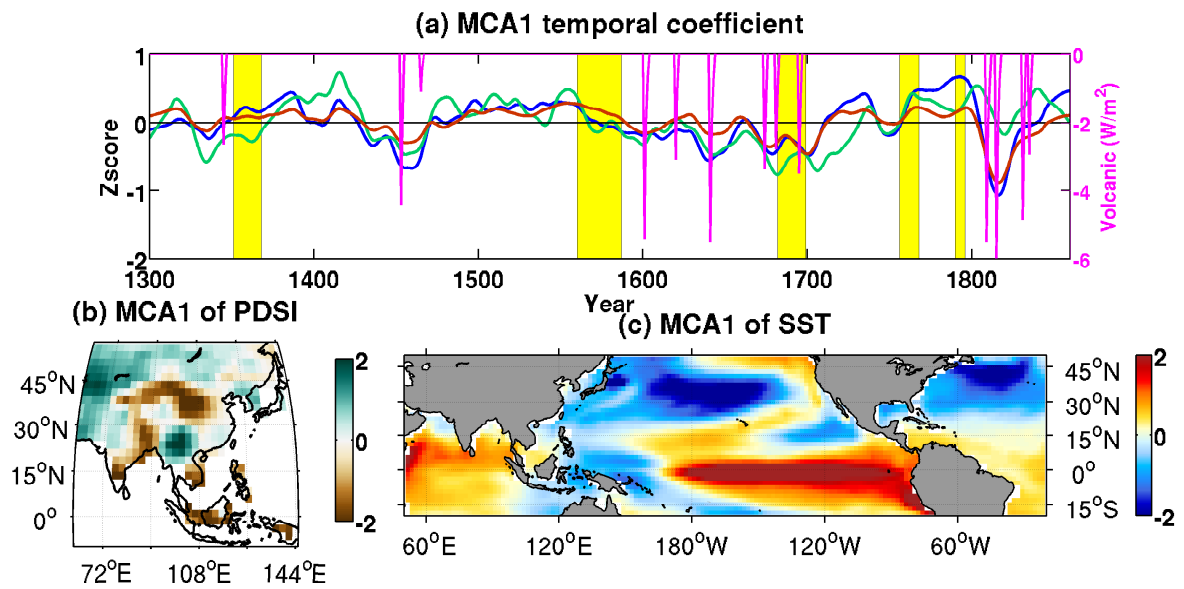 (a) MCA1 temporal coefficient
1
0
-1
-2
Zscore
0
-2
-4
-6
Volcanic (W/m²)
1300 1400 1500 1600 1700 1800
Year
(b) MCA1 of PDSI
45°N
30°N
15°N
0°
72°E 108°E 144°E
2
0
-2
(c) MCA1 of SST
45°N
30°N
15°N
0°
15°S
60°E 120°E 180°W 120°W 60°W
2
0
-2